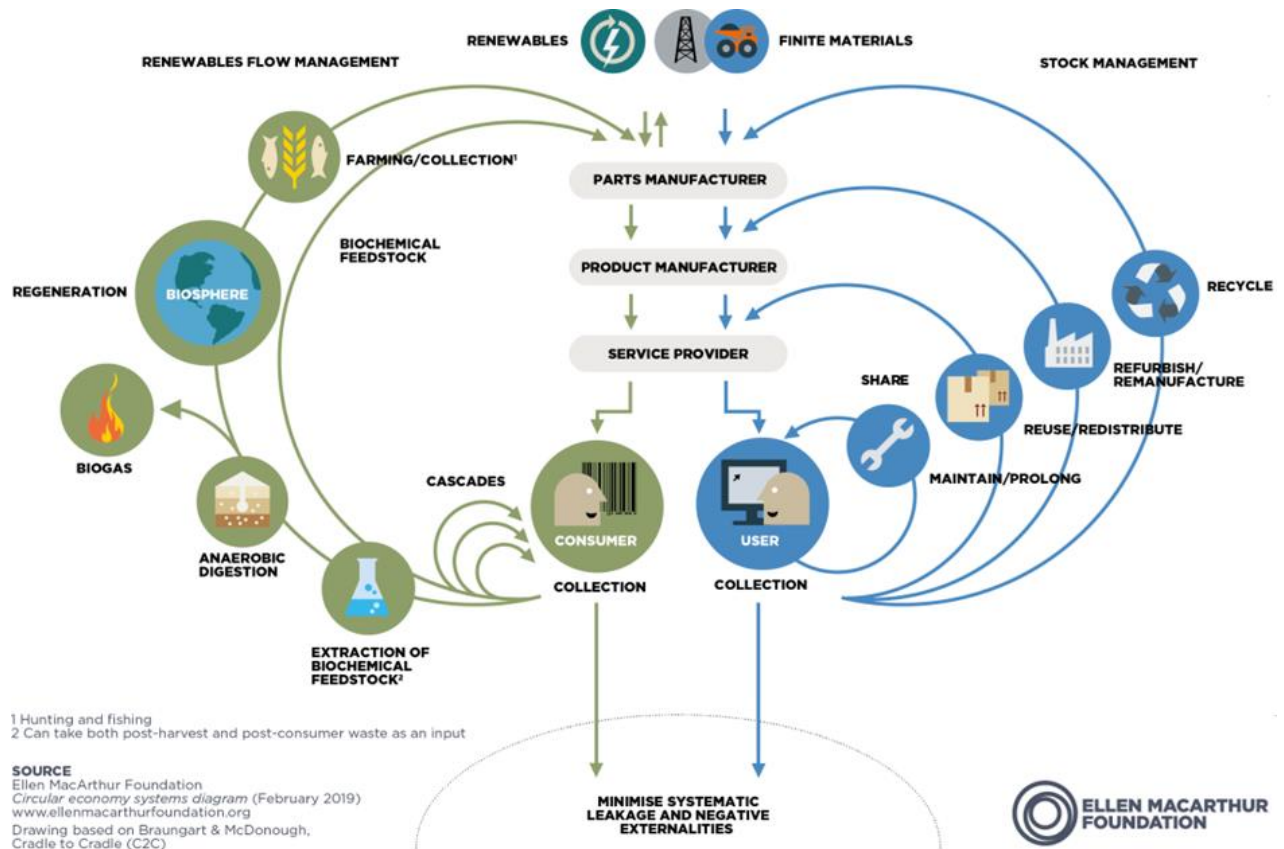 RENEWABLES
FINITE MATERIALS
RENEWABLES FLOW MANAGEMENT
STOCK MANAGEMENT
FARMING/COLLECTION¹
PARTS MANUFACTURER
BIOCHEMICAL
FEEDSTOCK
PRODUCT MANUFACTURER
REGENERATION
BIOSPHERE
RECYCLE
SERVICE PROVIDER
SHARE
REFURBISH/
REMANUFACTURE
REUSE/REDISTRIBUTE
BIOGAS
CASCADES
MAINTAIN/PROLONG
CONSUMER
USER
ANAEROBIC
DIGESTION
COLLECTION
COLLECTION
EXTRACTION OF
BIOCHEMICAL
FEEDSTOCK²
1 Hunting and fishing
2 Can take both post-harvest and post-consumer waste as an input
SOURCE
Ellen MacArthur Foundation
Circular economy systems diagram (February 2019)
www.ellenmacarthurfoundation.org
Drawing based on Braungart & McDonough,
Cradle to Cradle (C2C)
MINIMISE SYSTEMATIC
LEAKAGE AND NEGATIVE
EXTERNALITIES
ELLEN MACARTHUR
FOUNDATION